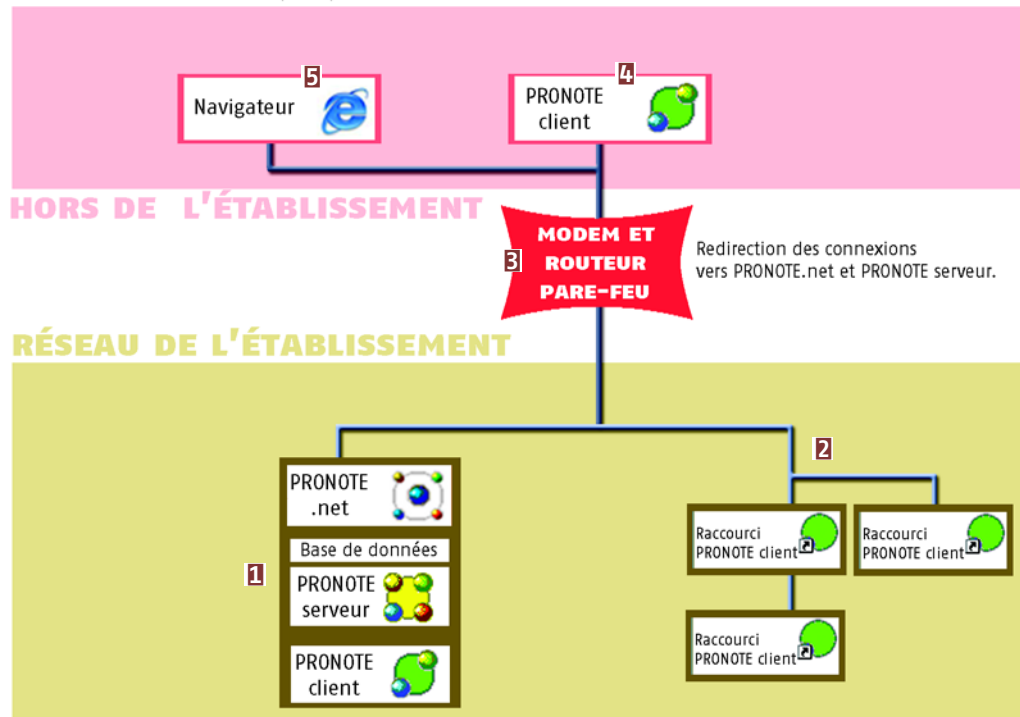 5
Navigateur
4
PRONOTE
client
HORS DE L'ÉTABLISSEMENT
3
MODEM ET
ROUTEUR
PARE-FEU
Redirection des connexions
vers PRONOTE.net et PRONOTE serveur.
RÉSEAU DE L'ÉTABLISSEMENT
1
PRONOTE
.net
Base de données
PRONOTE
serveur
PRONOTE
client
2
Raccourci
PRONOTE client
Raccourci
PRONOTE client
Raccourci
PRONOTE client